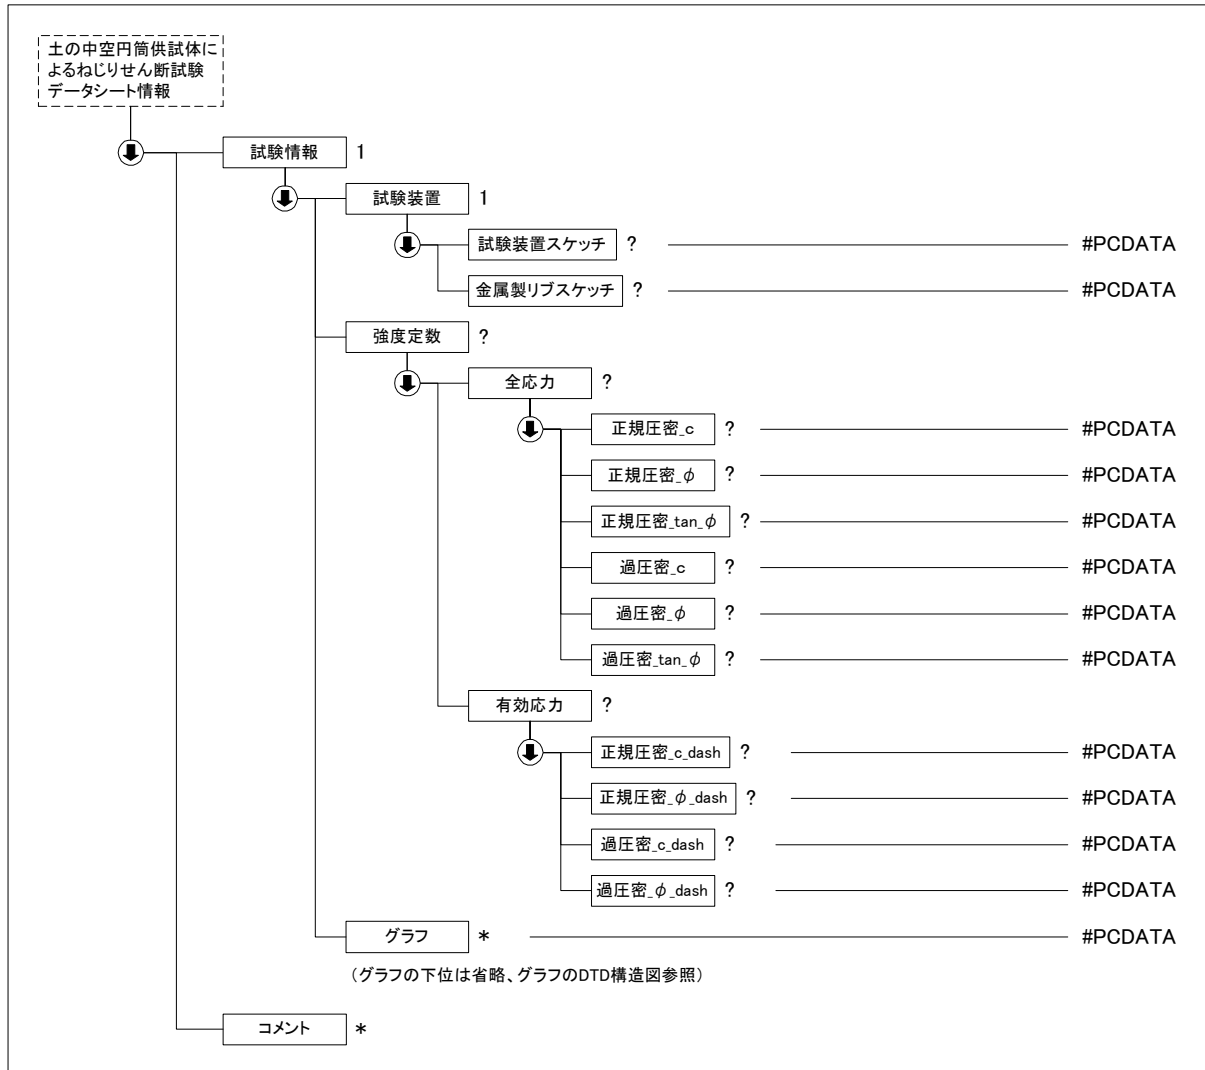 土の中空円筒供試体に
よるねじりせん断試験
データシート情報
試験情報 1
試験装置 1
試験装置スケッチ ? #PCDATA
金属製リブスケッチ ? #PCDATA
強度定数 ?
全応力 ?
正規圧密_c ? #PCDATA
正規圧密_φ ? #PCDATA
正規圧密_tan_φ ? #PCDATA
過圧密_c ? #PCDATA
過圧密_φ ? #PCDATA
過圧密_tan_φ ? #PCDATA
有効応力 ?
正規圧密_c_dash ? #PCDATA
正規圧密_φ_dash ? #PCDATA
過圧密_c_dash ? #PCDATA
過圧密_φ_dash ? #PCDATA
グラフ * #PCDATA
（グラフの下位は省略、グラフのDTD構造図参照）
コメント *